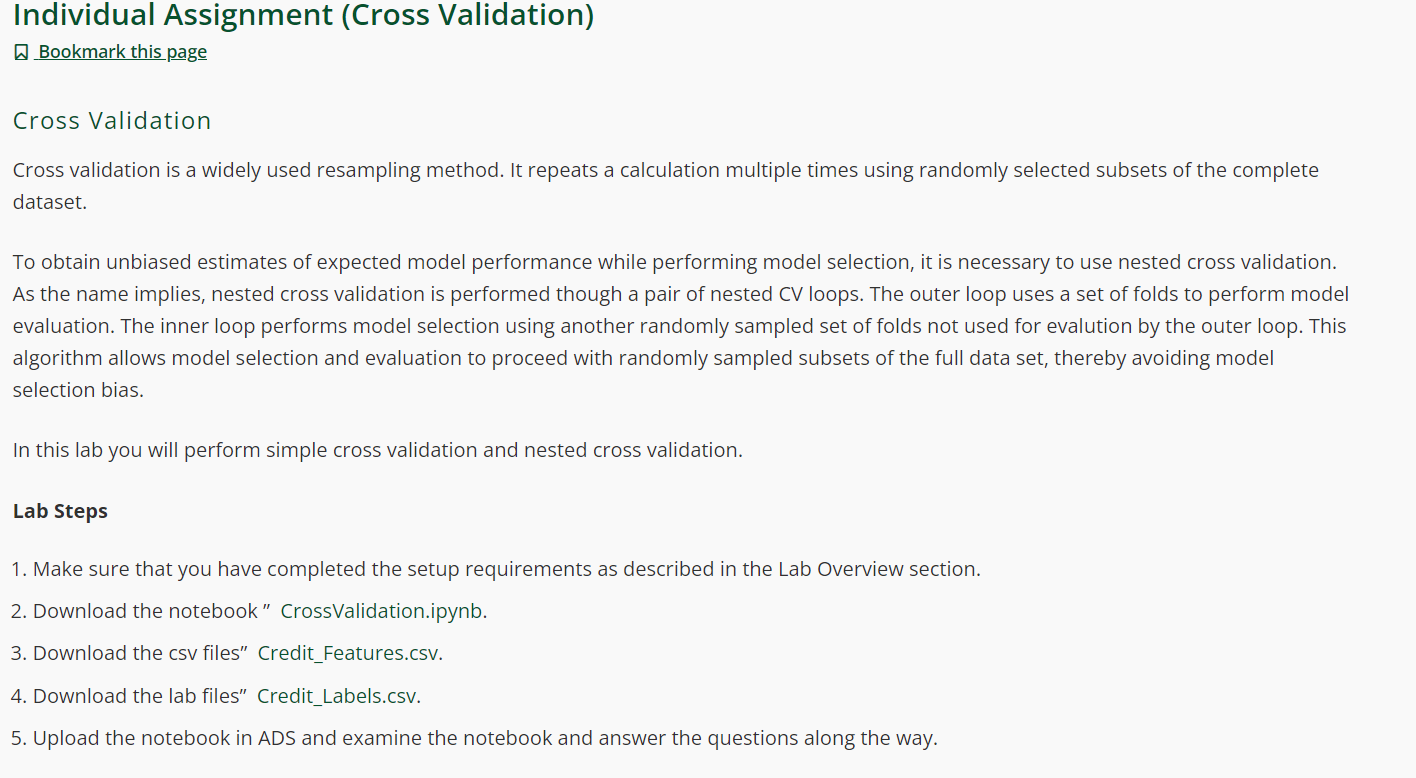 Individual Assignment (Cross Validation)
Bookmark this page
Cross Validation
Cross validation is a widely used resampling method. It repeats a calculation multiple times using randomly selected subsets of the complete
dataset.
To obtain unbiased estimates of expected model performance while performing model selection, it is necessary to use nested cross validation.
As the name implies, nested cross validation is performed though a pair of nested CV loops. The outer loop uses a set of folds to perform model
evaluation. The inner loop performs model selection using another randomly sampled set of folds not used for evalution by the outer loop. This
algorithm allows model selection and evaluation to proceed with randomly sampled subsets of the full data set, thereby avoiding model
selection bias.
In this lab you will perform simple cross validation and nested cross validation.
Lab Steps
1. Make sure that you have completed the setup requirements as described in the Lab Overview section.
2. Download the notebook ” CrossValidation.ipynb.
3. Download the csv files” Credit_Features.csv.
4. Download the lab files” Credit_Labels.csv.
5. Upload the notebook in ADS and examine the notebook and answer the questions along the way.